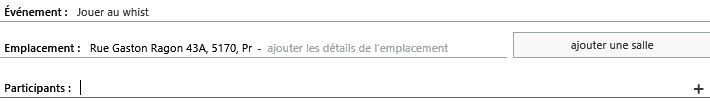 Événement : Jouer au whist
Emplacement : Rue Gaston Ragon 43A, 5170, Pr - ajouter les détails de l'emplacement ajouter une salle
Participants : +